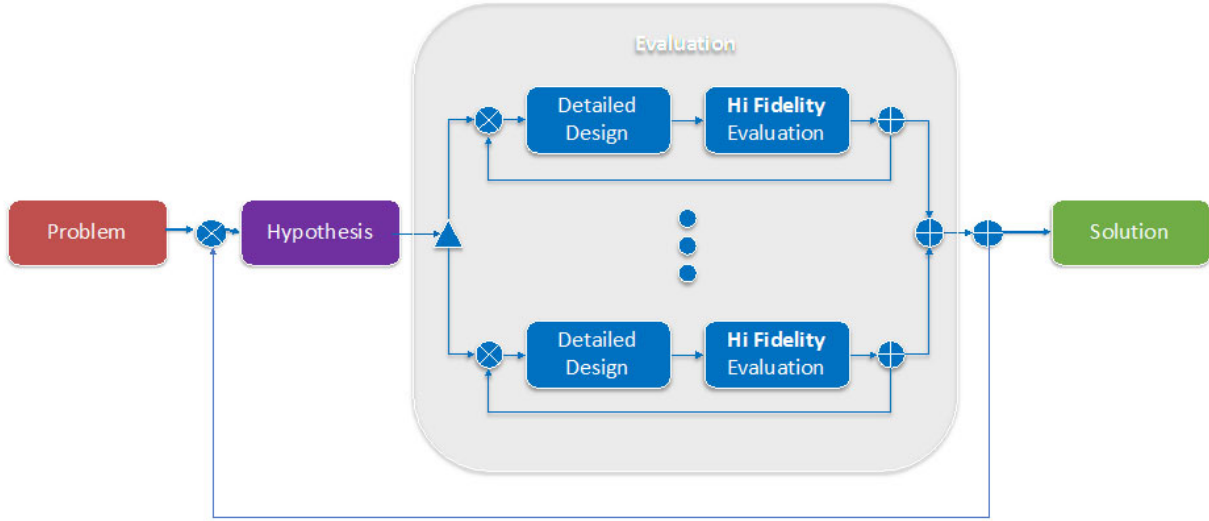 Evaluation
Detailed
Design
Hi Fidelity
Evaluation
Problem
Hypothesis
Solution
Detailed
Design
Hi Fidelity
Evaluation